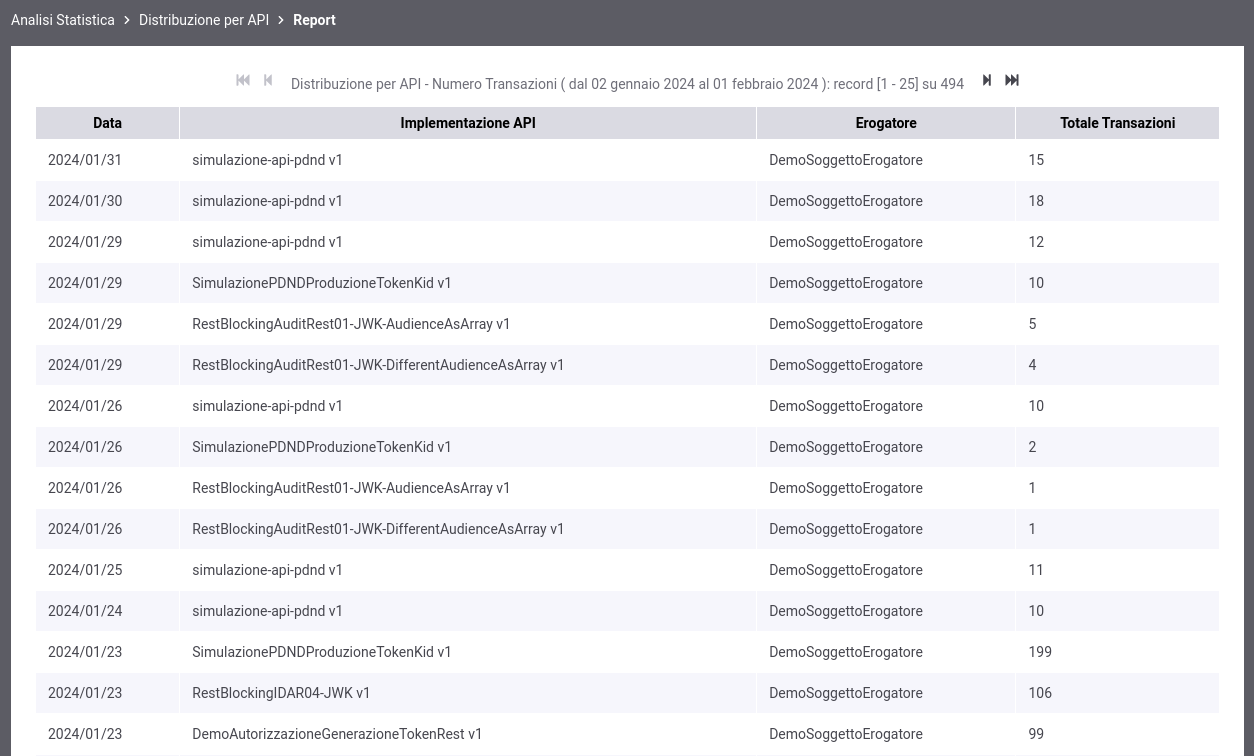 Analisi Statistica > Distribuzione per API > Report
Distribuzione per API - Numero Transazioni ( dal 02 gennaio 2024 al 01 febbraio 2024 ): record [1 - 25] su 494
Data Implementazione API Erogatore Totale Transazioni
2024/01/31 simulazione-api-pdnd v1 DemoSoggettoErogatore 15
2024/01/30 simulazione-api-pdnd v1 DemoSoggettoErogatore 18
2024/01/29 simulazione-api-pdnd v1 DemoSoggettoErogatore 12
2024/01/29 SimulazionePDNDProduzioneTokenKid v1 DemoSoggettoErogatore 10
2024/01/29 RestBlockingAuditRest01-JWK-AudienceAsArray v1 DemoSoggettoErogatore 5
2024/01/29 RestBlockingAuditRest01-JWK-DifferentAudienceAsArray v1 DemoSoggettoErogatore 4
2024/01/26 simulazione-api-pdnd v1 DemoSoggettoErogatore 10
2024/01/26 SimulazionePDNDProduzioneTokenKid v1 DemoSoggettoErogatore 2
2024/01/26 RestBlockingAuditRest01-JWK-AudienceAsArray v1 DemoSoggettoErogatore 1
2024/01/26 RestBlockingAuditRest01-JWK-DifferentAudienceAsArray v1 DemoSoggettoErogatore 1
2024/01/25 simulazione-api-pdnd v1 DemoSoggettoErogatore 11
2024/01/24 simulazione-api-pdnd v1 DemoSoggettoErogatore 10
2024/01/23 SimulazionePDNDProduzioneTokenKid v1 DemoSoggettoErogatore 199
2024/01/23 RestBlockingIDAR04-JWK v1 DemoSoggettoErogatore 106
2024/01/23 DemoAutorizzazioneGenerazioneTokenRest v1 DemoSoggettoErogatore 99